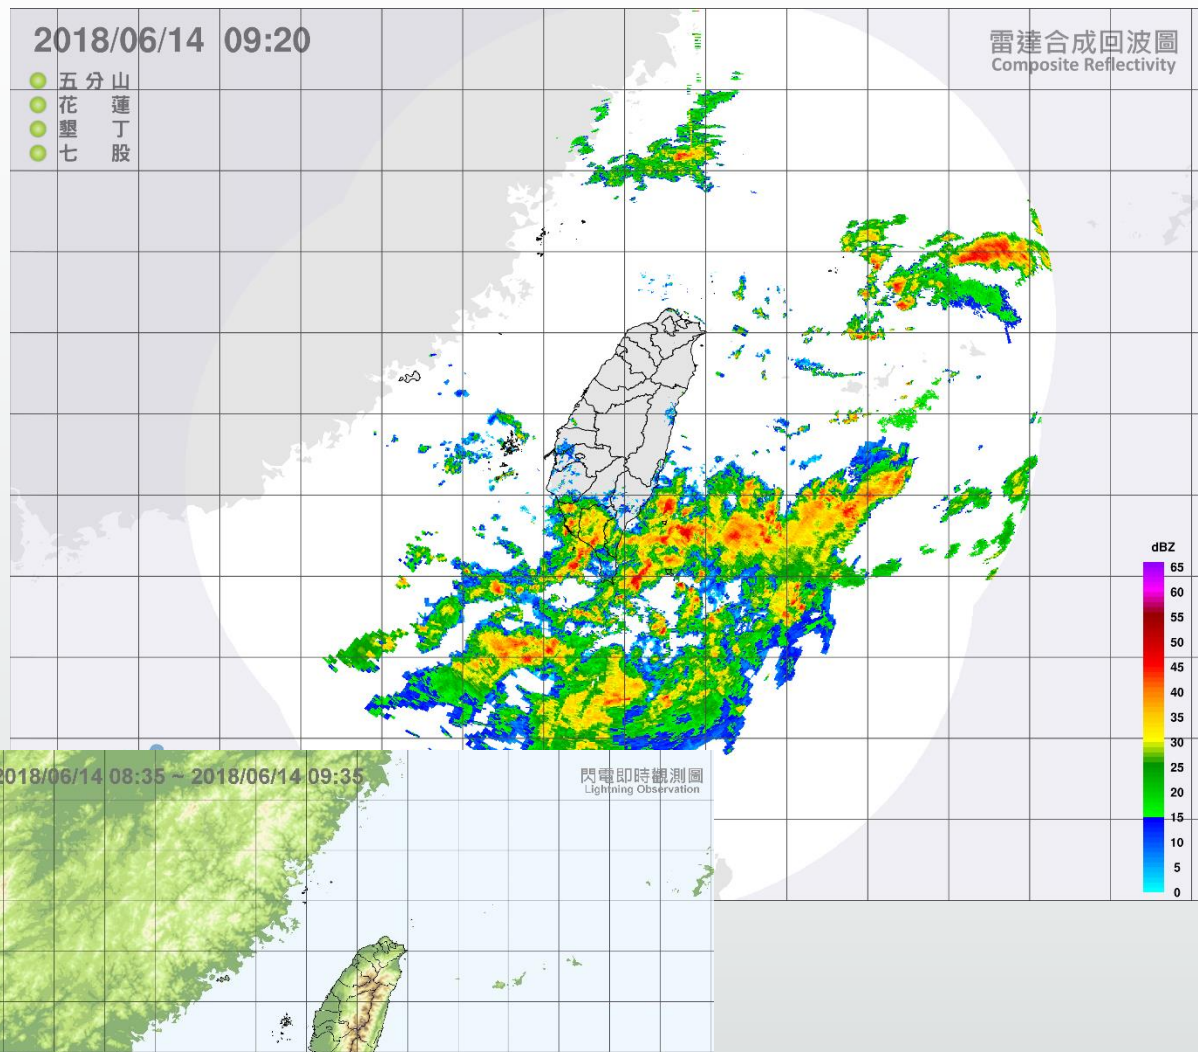 2018/06/14 09:20
雷達合成回波圖
Composite Reflectivity
五分山
花蓮
墾丁
七股
dBZ
65
60
55
50
45
40
35
30
25
20
15
10
5
0
2018/06/14 08:35 ~ 2018/06/14 09:35
閃電即時觀測圖
Lightning Observation